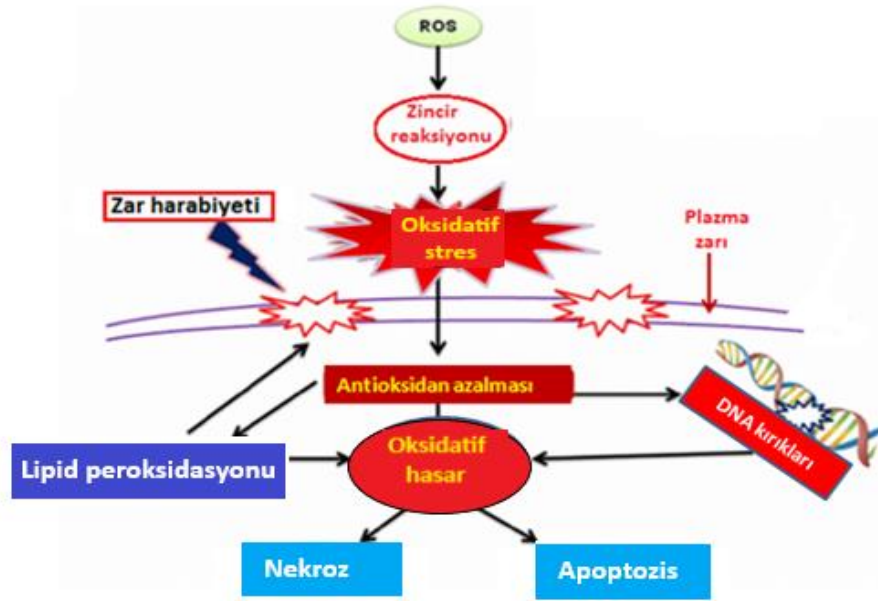 ROS
Zincir
reaksiyonu
Zar harabiyeti
Oksidatif
stres
Plazma
zarı
Antioksidan azalması
DNA kırıkları
Lipid peroksidasyonu
Oksidatif
hasar
Nekroz
Apoptozis